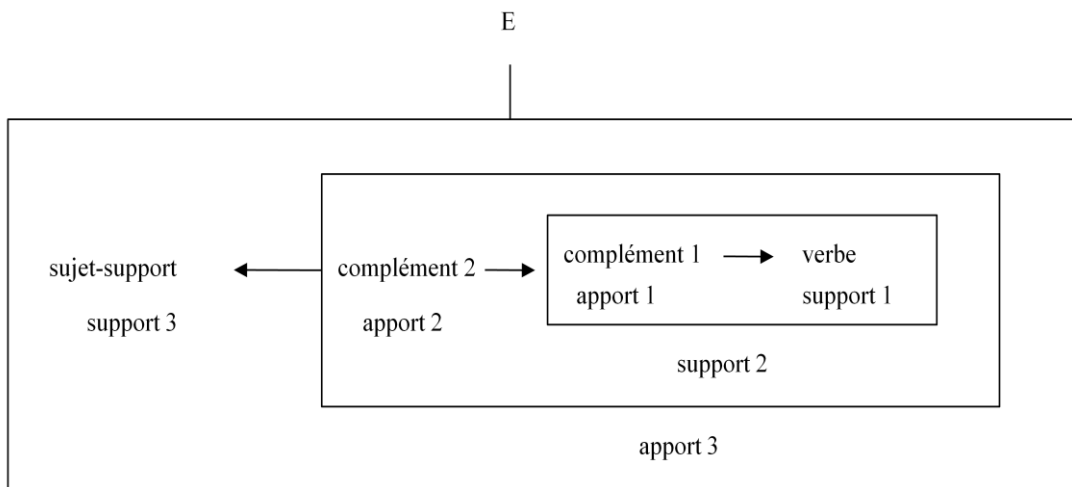 E
complément 1 verbe
sujet-support complément 2
apport 1 support 1
support 3 apport 2
support 2
apport 3